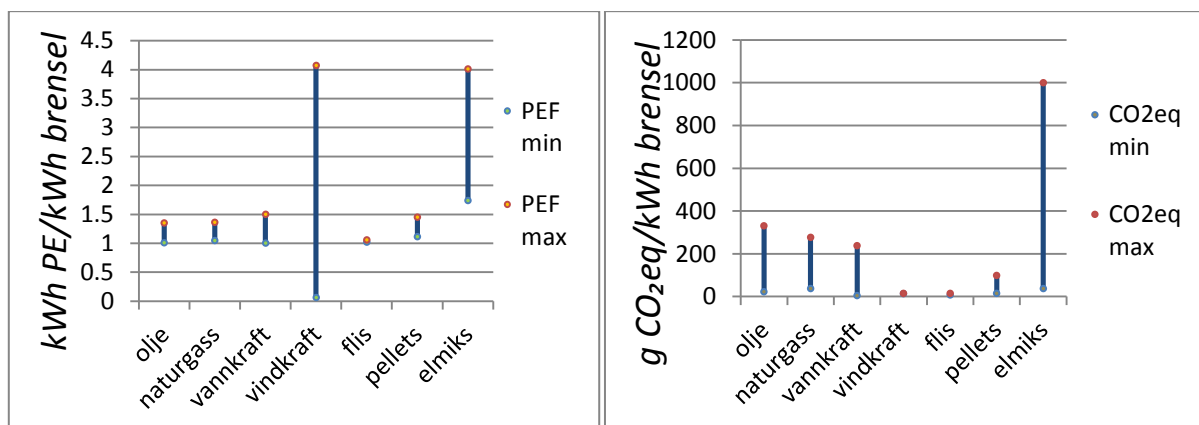 kWh PE/kWh brensel
4.5
4
3.5
3
2.5
2
1.5
1
0.5
0
olje
naturgass
vannkraft
vindkraft
flis
pellets
elmiks
PEF
min
PEF
max
g CO₂eq/kWh brensel
1200
1000
800
600
400
200
0
olje
naturgass
vannkraft
vindkraft
flis
pellets
elmiks
CO2eq
min
CO2eq
max